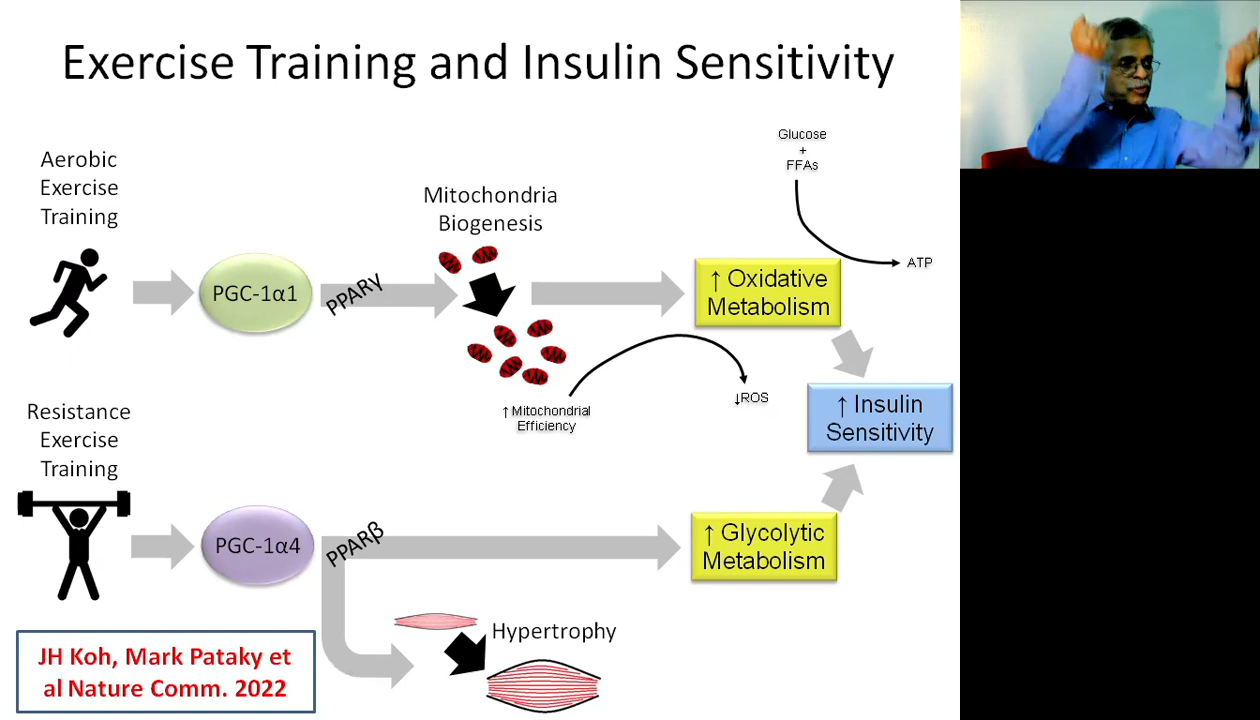 Exercise Training and Insulin Sensitivity
Aerobic
Exercise
Training
PGC-1α1
PPARγ
Mitochondria
Biogenesis
Glucose
+
FFAs
ATP
↑ Oxidative
Metabolism
↑ Mitochondrial
Efficiency
↓ROS
↑ Insulin
Sensitivity
Resistance
Exercise
Training
PGC-1α4
PPARβ
↑ Glycolytic
Metabolism
Hypertrophy
JH Koh, Mark Pataky et
al Nature Comm. 2022